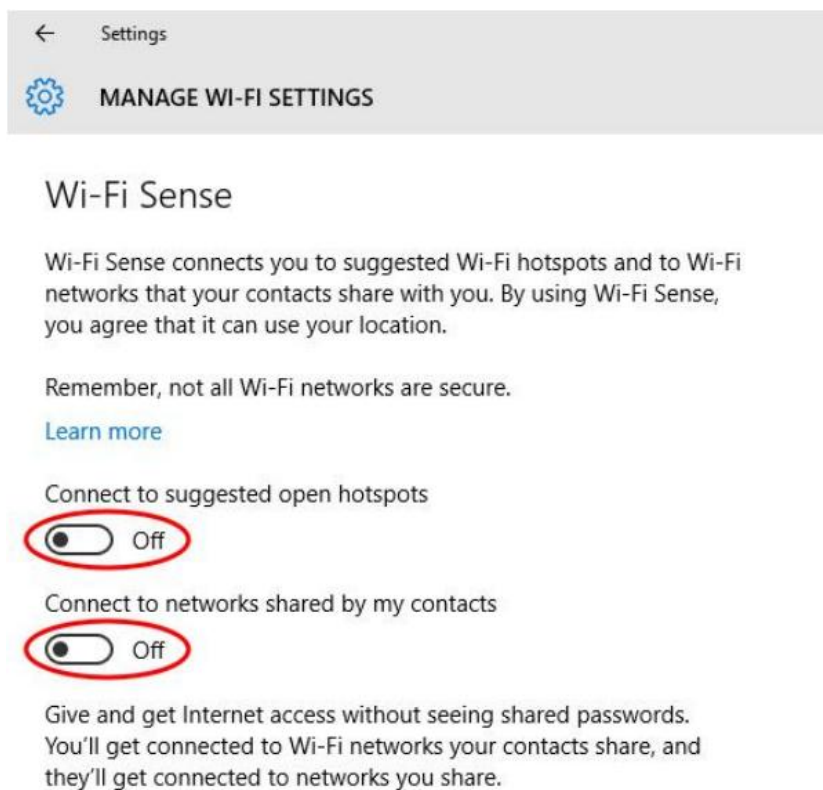 Settings
MANAGE WI-FI SETTINGS
Wi-Fi Sense
Wi-Fi Sense connects you to suggested Wi-Fi hotspots and to Wi-Fi
networks that your contacts share with you. By using Wi-Fi Sense,
you agree that it can use your location.
Remember, not all Wi-Fi networks are secure.
Learn more
Connect to suggested open hotspots
Off
Connect to networks shared by my contacts
Off
Give and get Internet access without seeing shared passwords.
You'll get connected to Wi-Fi networks your contacts share, and
they'll get connected to networks you share.